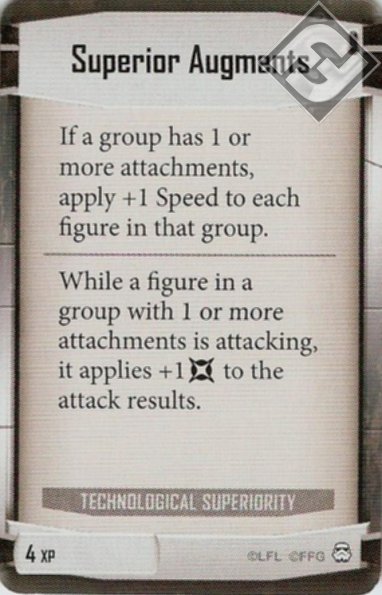 Superior Augments
If a group has 1 or
more attachments,
apply +1 Speed to each
figure in that group.
While a figure in a
group with 1 or more
attachments is attacking,
it applies +1 to the
attack results.
TECHNOLOGICAL SUPERIORITY
4 XP
©LFL ©FFG